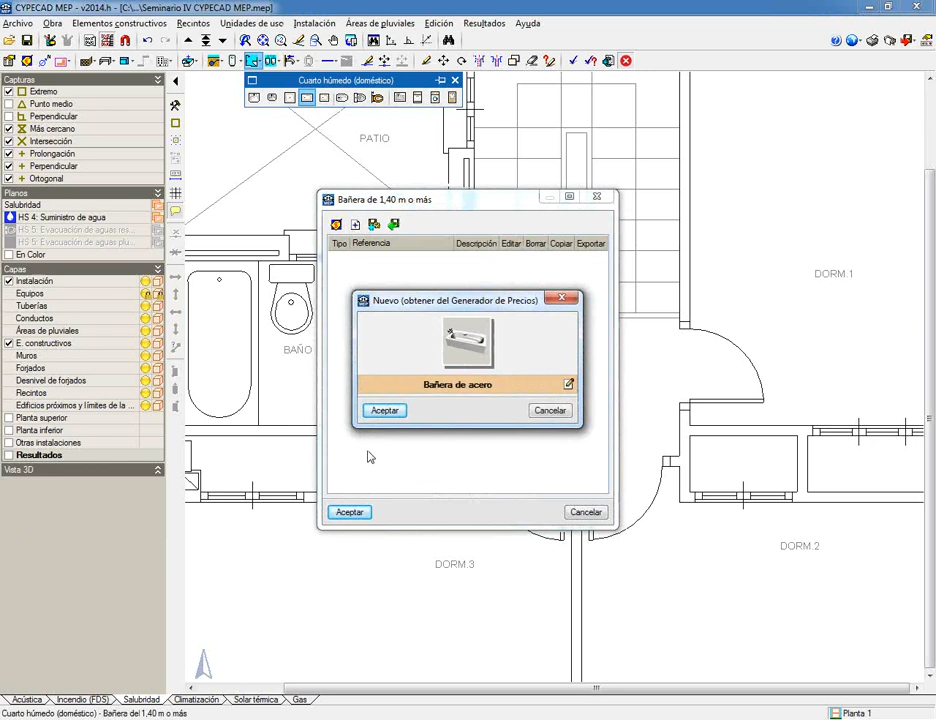 CYPECAD MEP - v2014.h - [C:\...\Seminario IV CYPECAD MEP.mep]
Archivo Obra Elementos constructivos Recintos Unidades de uso Instalación Áreas de pluviales Edición Resultados Ayuda
Capturas
Extremo
Punto medio
Perpendicular
Más cercano
Intersección
Prolongación
Perpendicular
Ortogonal
Planos
Salubridad
HS 4: Suministro de agua
HS 5: Evacuación de aguas res...
HS 5: Evacuación de aguas plu...
En Color
Capas
Instalación
Equipos
Tuberías
Conductos
Áreas de pluviales
E. constructivos
Muros
Forjados
Desnivel de forjados
Recintos
Edificios próximos y límites de la ...
Planta superior
Planta inferior
Otras instalaciones
Resultados
Vista 3D
Cuarto húmedo (doméstico)
PATIO
BAÑO
DORM.1
DORM.2
DORM.3
Bañera de 1,40 m o más
Tipo Referencia Descripción Editar Borrar Copiar Exportar
Nuevo (obtener del Generador de Precios)
Bañera de acero
Aceptar Cancelar
Aceptar Cancelar
Acústica Incendio (FDS) Salubridad Climatización Solar térmica Gas
Cuarto húmedo (doméstico) - Bañera del 1,40 m o más
Planta 1